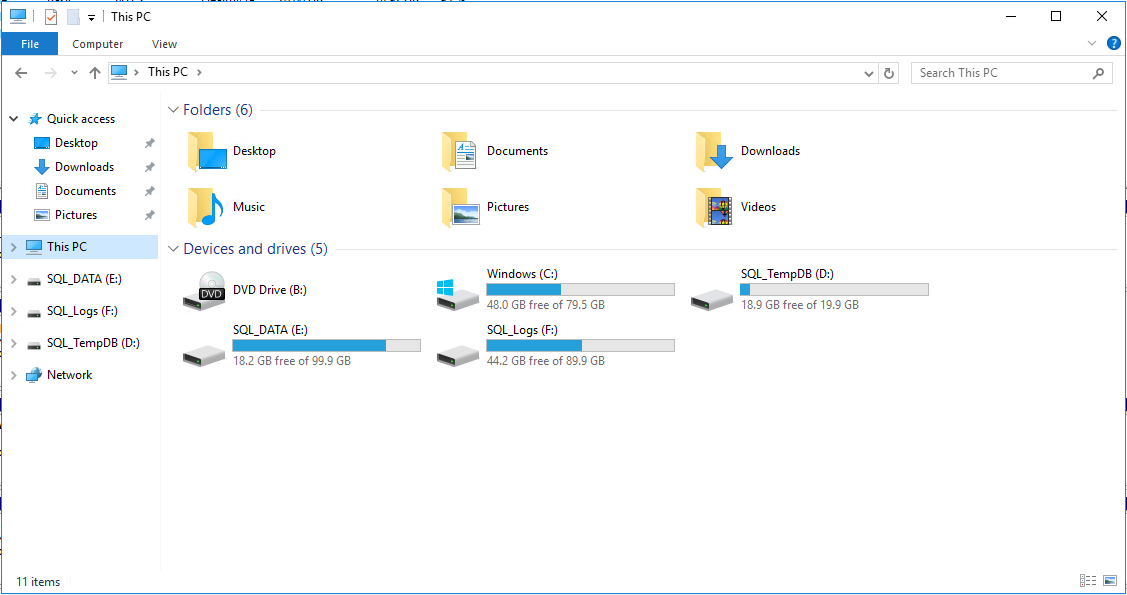 This PC
File Computer View
This PC
Search This PC
Quick access
Desktop
Downloads
Documents
Pictures
This PC
SQL_DATA (E:)
SQL_Logs (F:)
SQL_TempDB (D:)
Network
Folders (6)
Desktop
Documents
Downloads
Music
Pictures
Videos
Devices and drives (5)
DVD
DVD Drive (B:)
Windows (C:)
48.0 GB free of 79.5 GB
SQL_TempDB (D:)
18.9 GB free of 19.9 GB
SQL_DATA (E:)
18.2 GB free of 99.9 GB
SQL_Logs (F:)
44.2 GB free of 89.9 GB
11 items